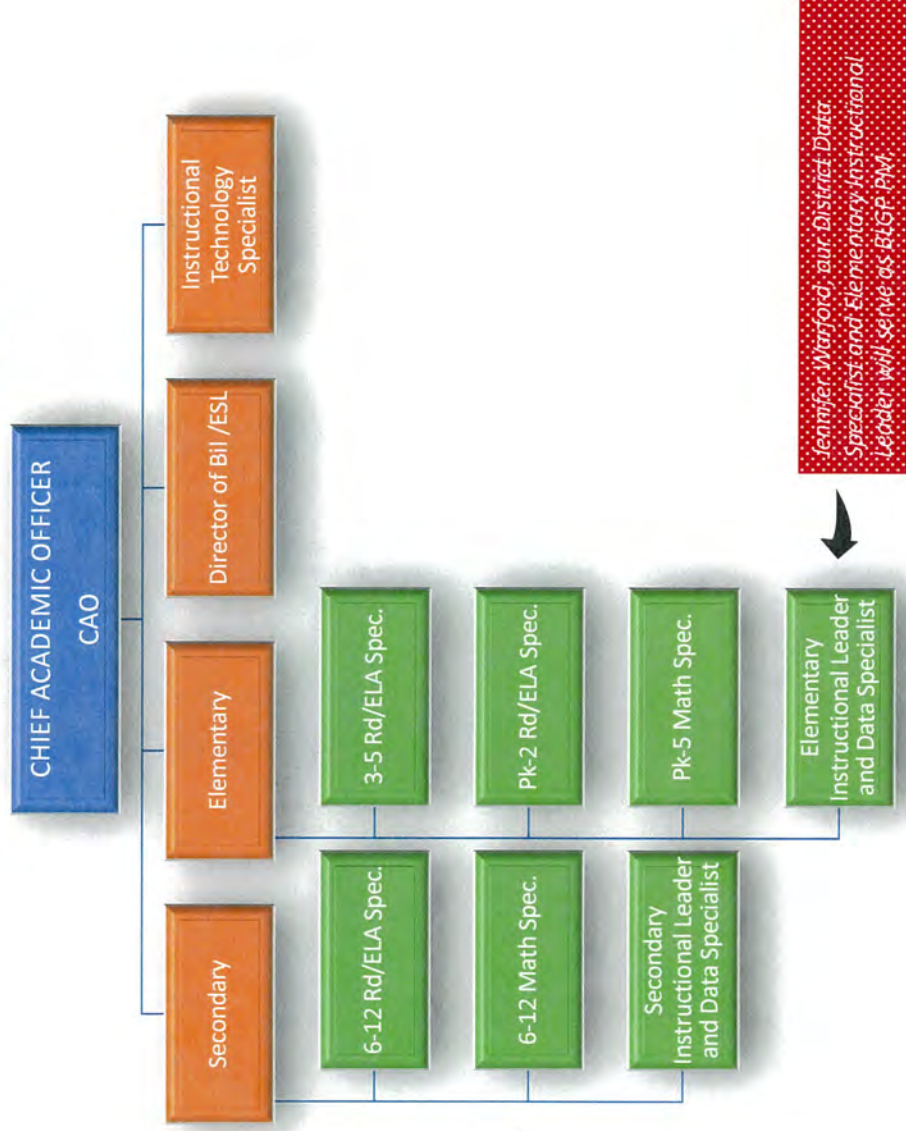 CHIEF ACADEMIC OFFICER
CAO
Secondary
Elementary
Director of Bil /ESL
Instructional
Technology
Specialist
6-12 Rd/ELA Spec.
6-12 Math Spec.
Secondary
Instructional Leader
and Data Specialist
3-5 Rd/ELA Spec.
Pk-2 Rd/ELA Spec.
Pk-5 Math Spec.
Elementary
Instructional Leader
and Data Specialist
Jennifer Warford, our District Data
Specialist and Elementary Instructional
Leader will serve as BLGP PM